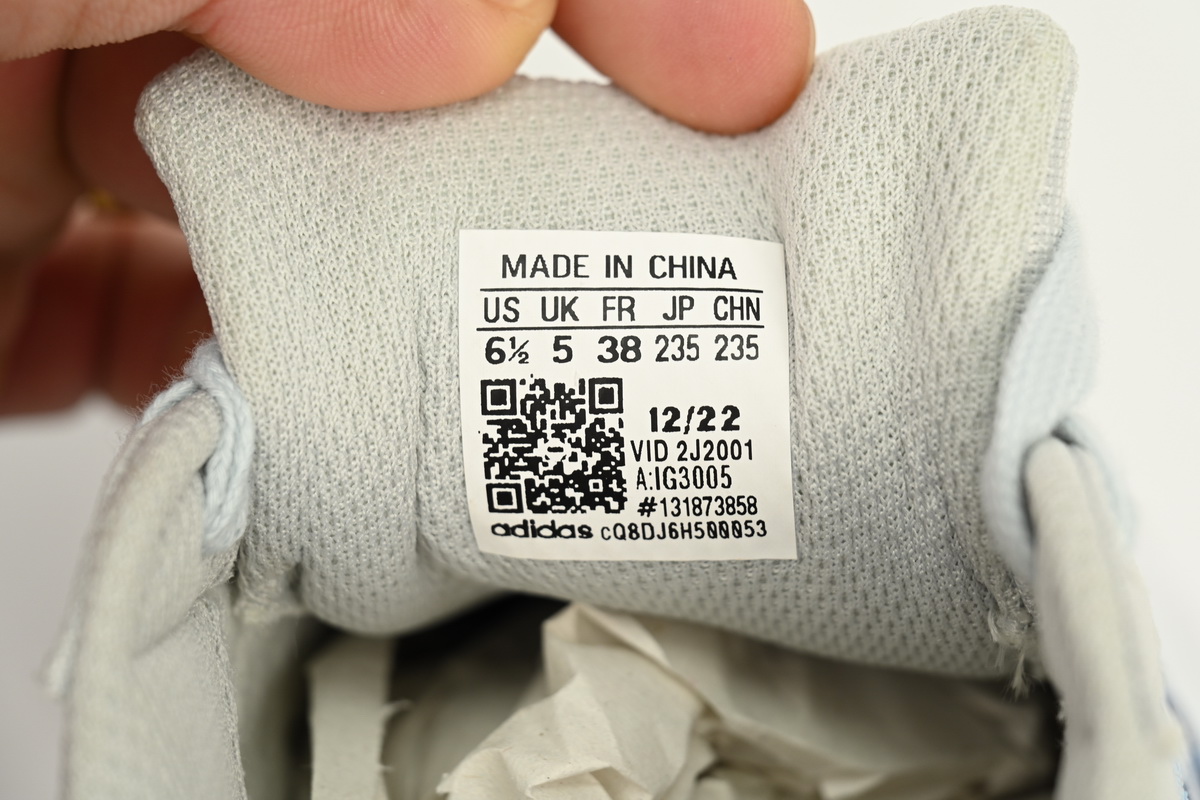 MADE IN CHINA
US UK FR JP CHN
6½ 5 38 235 235
12/22
VID 2J2001
A:IG3005
#131873858
adidas cQ8DJ6H500053